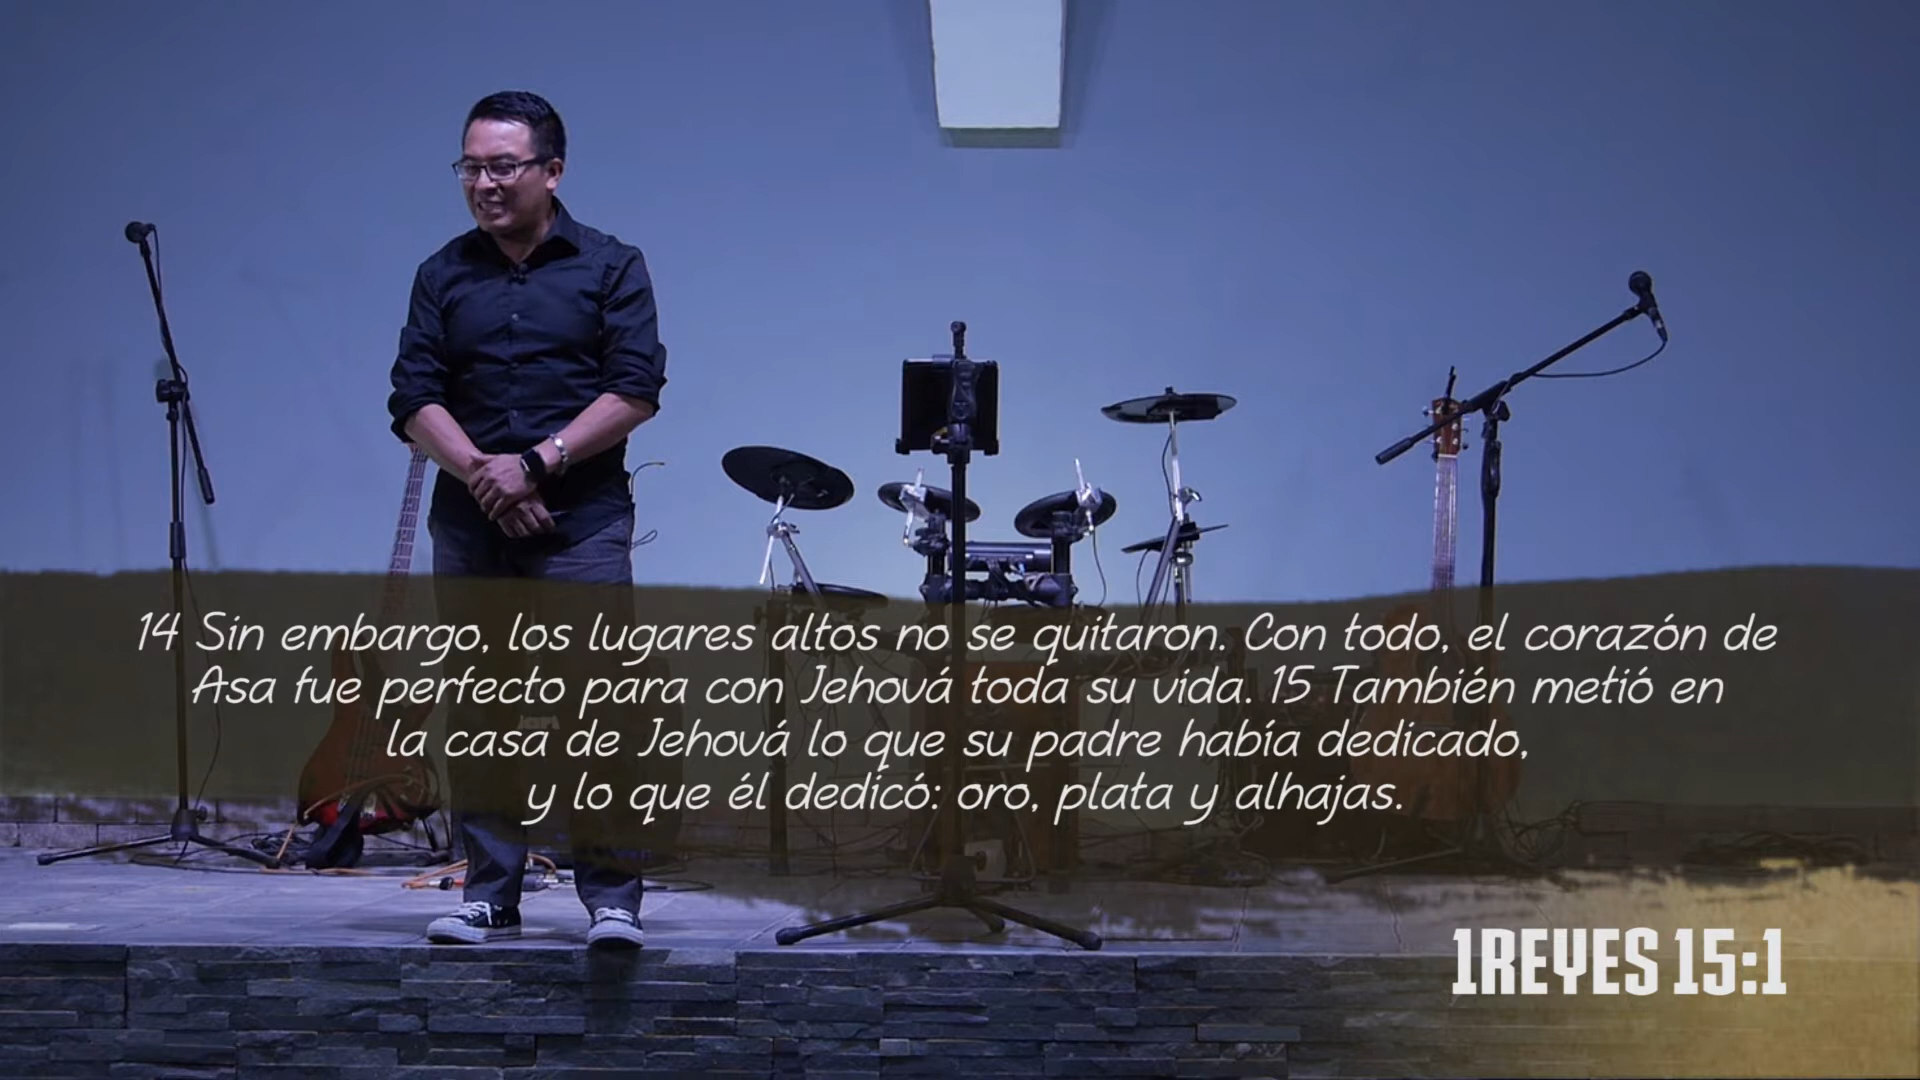 14 Sin embargo, los lugares altos no se quitaron. Con todo, el corazón de
Asa fue perfecto para con Jehová toda su vida. 15 También metió en
la casa de Jehová lo que su padre había dedicado,
y lo que él dedicó: oro, plata y alhajas.
1REYES 15:1